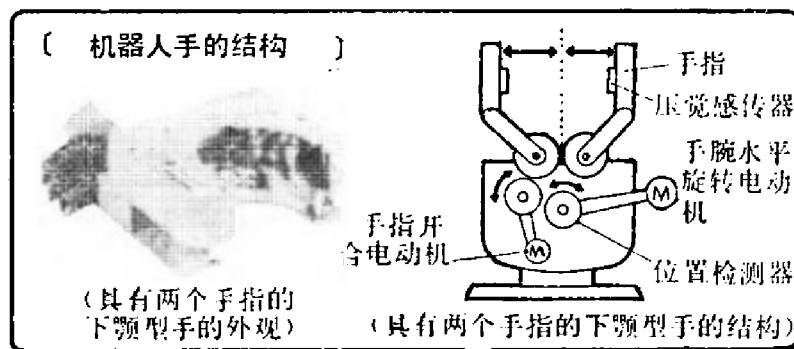 〔 机器人手的结构 〕
手指
压觉感传器
手腕水平
旋转电动
机
M
手指开
合电动机
M
位置检测器
(具有两个手指的
下颚型手的外观)
(具有两个手指的下颚型手的结构)